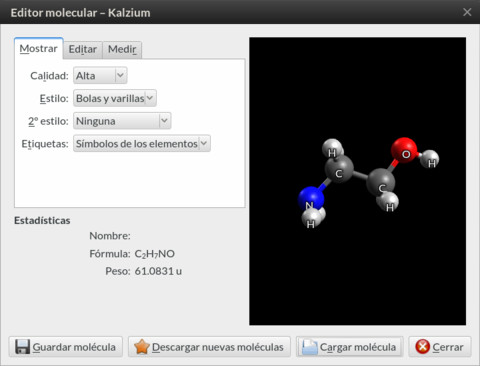 Editor molecular – Kalzium
Mostrar Editar Medir
Calidad: Alta
Estilo: Bolas y varillas
2º estilo: Ninguna
Etiquetas: Símbolos de los elementos
Estadísticas
Nombre:
Fórmula: C₂H₇NO
Peso: 61.0831 u
H
C
O
H
C
H
N
H
Guardar molécula Descargar nuevas moléculas Cargar molécula Cerrar